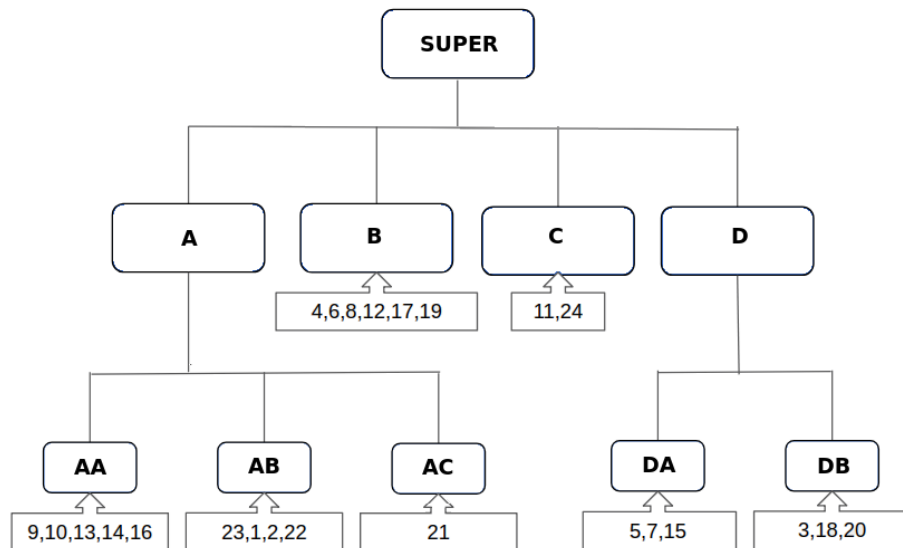 SUPER
A
B
C
D
4,6,8,12,17,19
11,24
AA
AB
AC
DA
DB
9,10,13,14,16
23,1,2,22
21
5,7,15
3,18,20